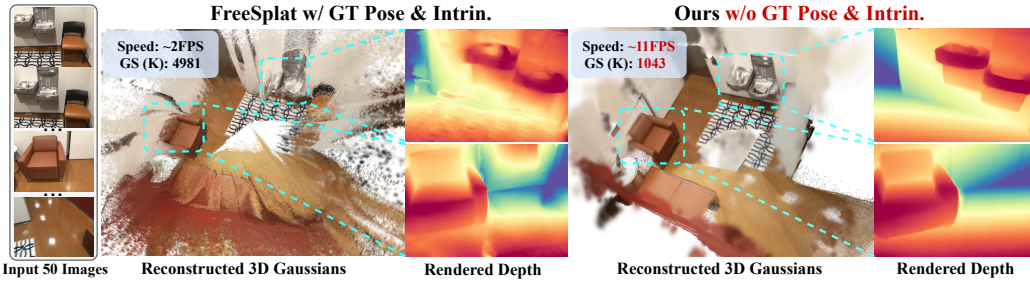 FreeSplat w/ GT Pose & Intrin.
Ours w/o GT Pose & Intrin.
Speed: ~2FPS
GS (K): 4981
Speed: ~11FPS
GS (K): 1043
...
...
Input 50 Images
Reconstructed 3D Gaussians
Rendered Depth
Reconstructed 3D Gaussians
Rendered Depth